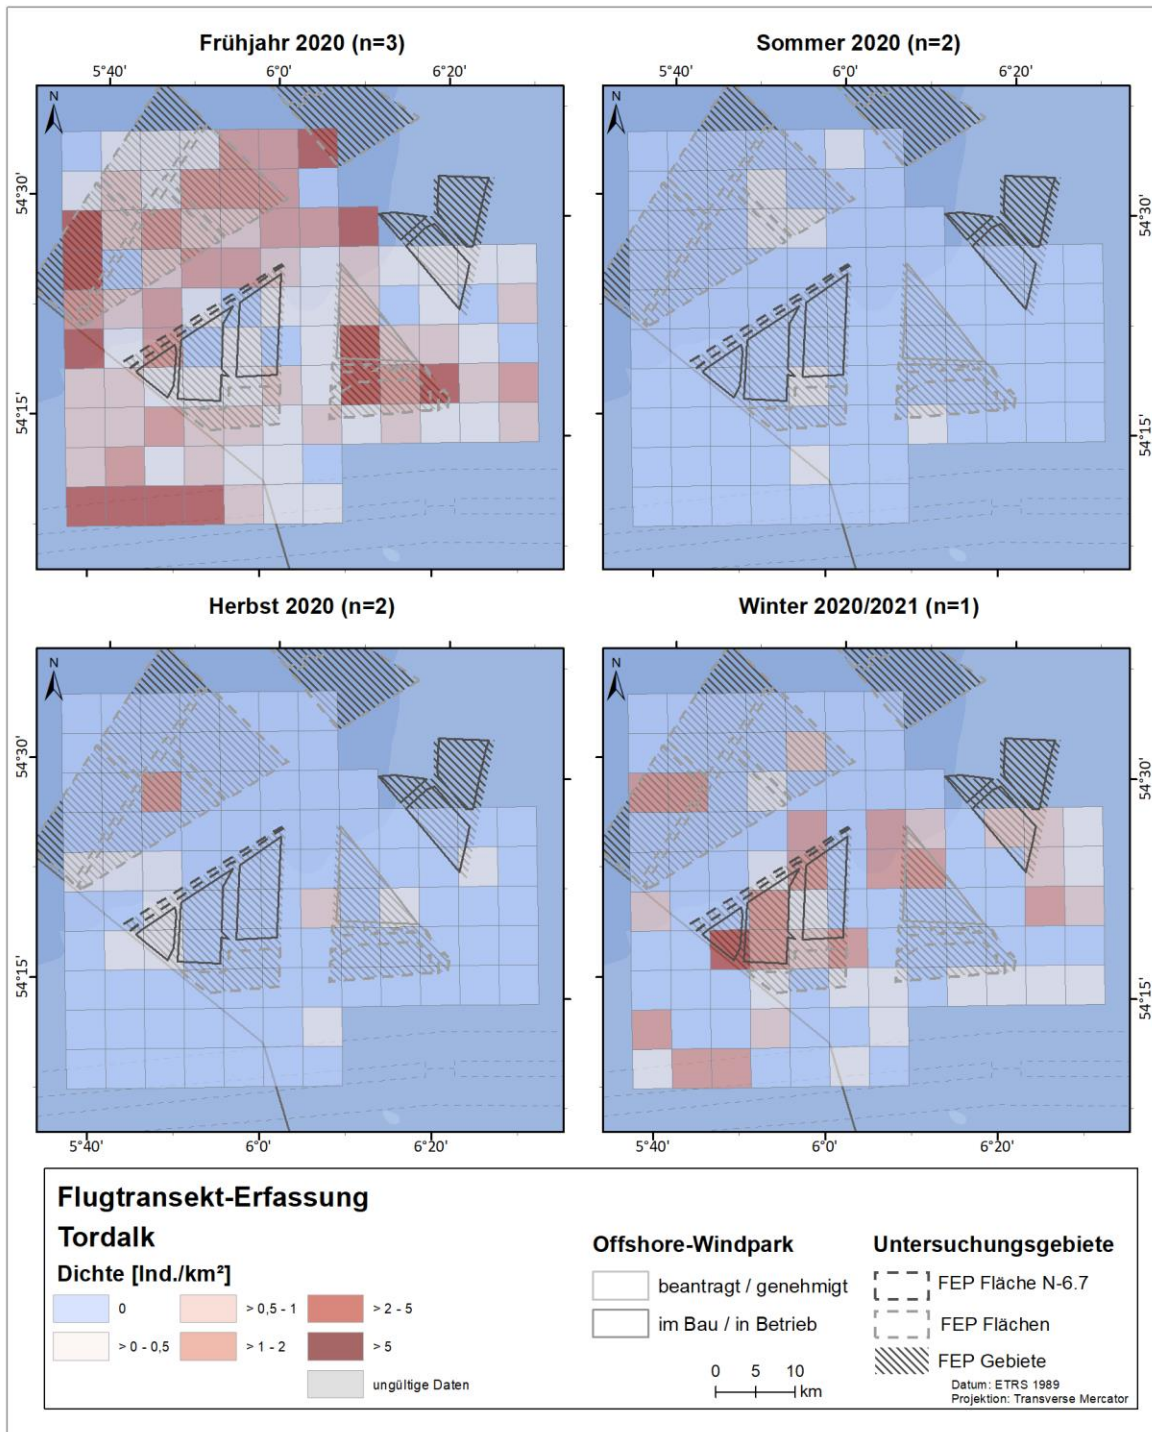 Frühjahr 2020 (n=3)
Sommer 2020 (n=2)
5°40'
6°0'
6°20'
5°40'
6°0'
6°20'
N
N
54°30'
54°30'
54°15'
54°15'
Herbst 2020 (n=2)
Winter 2020/2021 (n=1)
N
N
54°30'
54°30'
54°15'
54°15'
5°40'
6°0'
6°20'
5°40'
6°0'
6°20'
Flugtransekt-Erfassung
Tordalk
Dichte [Ind./km²]
0
> 0,5 - 1
> 2 - 5
> 0 - 0,5
> 1 - 2
> 5
ungültige Daten
Offshore-Windpark
beantragt / genehmigt
im Bau / in Betrieb
0 5 10
km
Untersuchungsgebiete
FEP Fläche N-6.7
FEP Flächen
FEP Gebiete
Datum: ETRS 1989
Projektion: Transverse Mercator